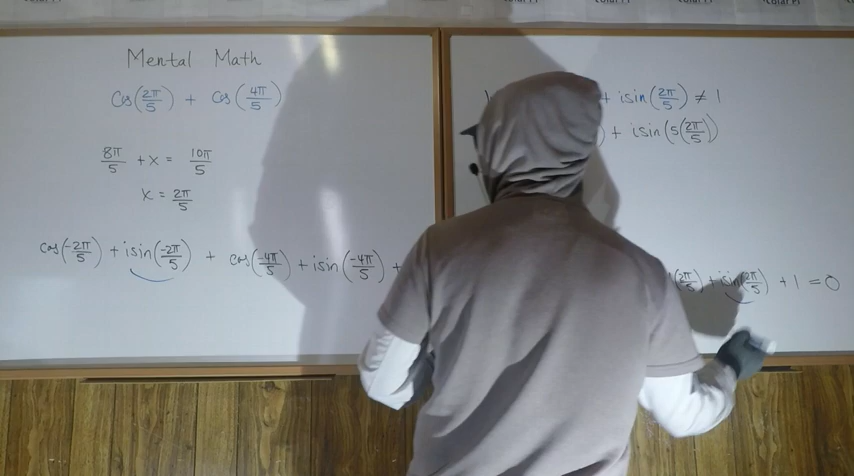 Mental Math
cos(2π/5) + cos(4π/5)
8π/5 + x = 10π/5
x = 2π/5
cos(-2π/5) + isin(-2π/5) + cos(-4π/5) + isin(-4π/5) +
+ isin(2π/5) ≠ 1
) + isin(5(2π/5))
(2π/5) + isin(2π/5) + 1 = 0